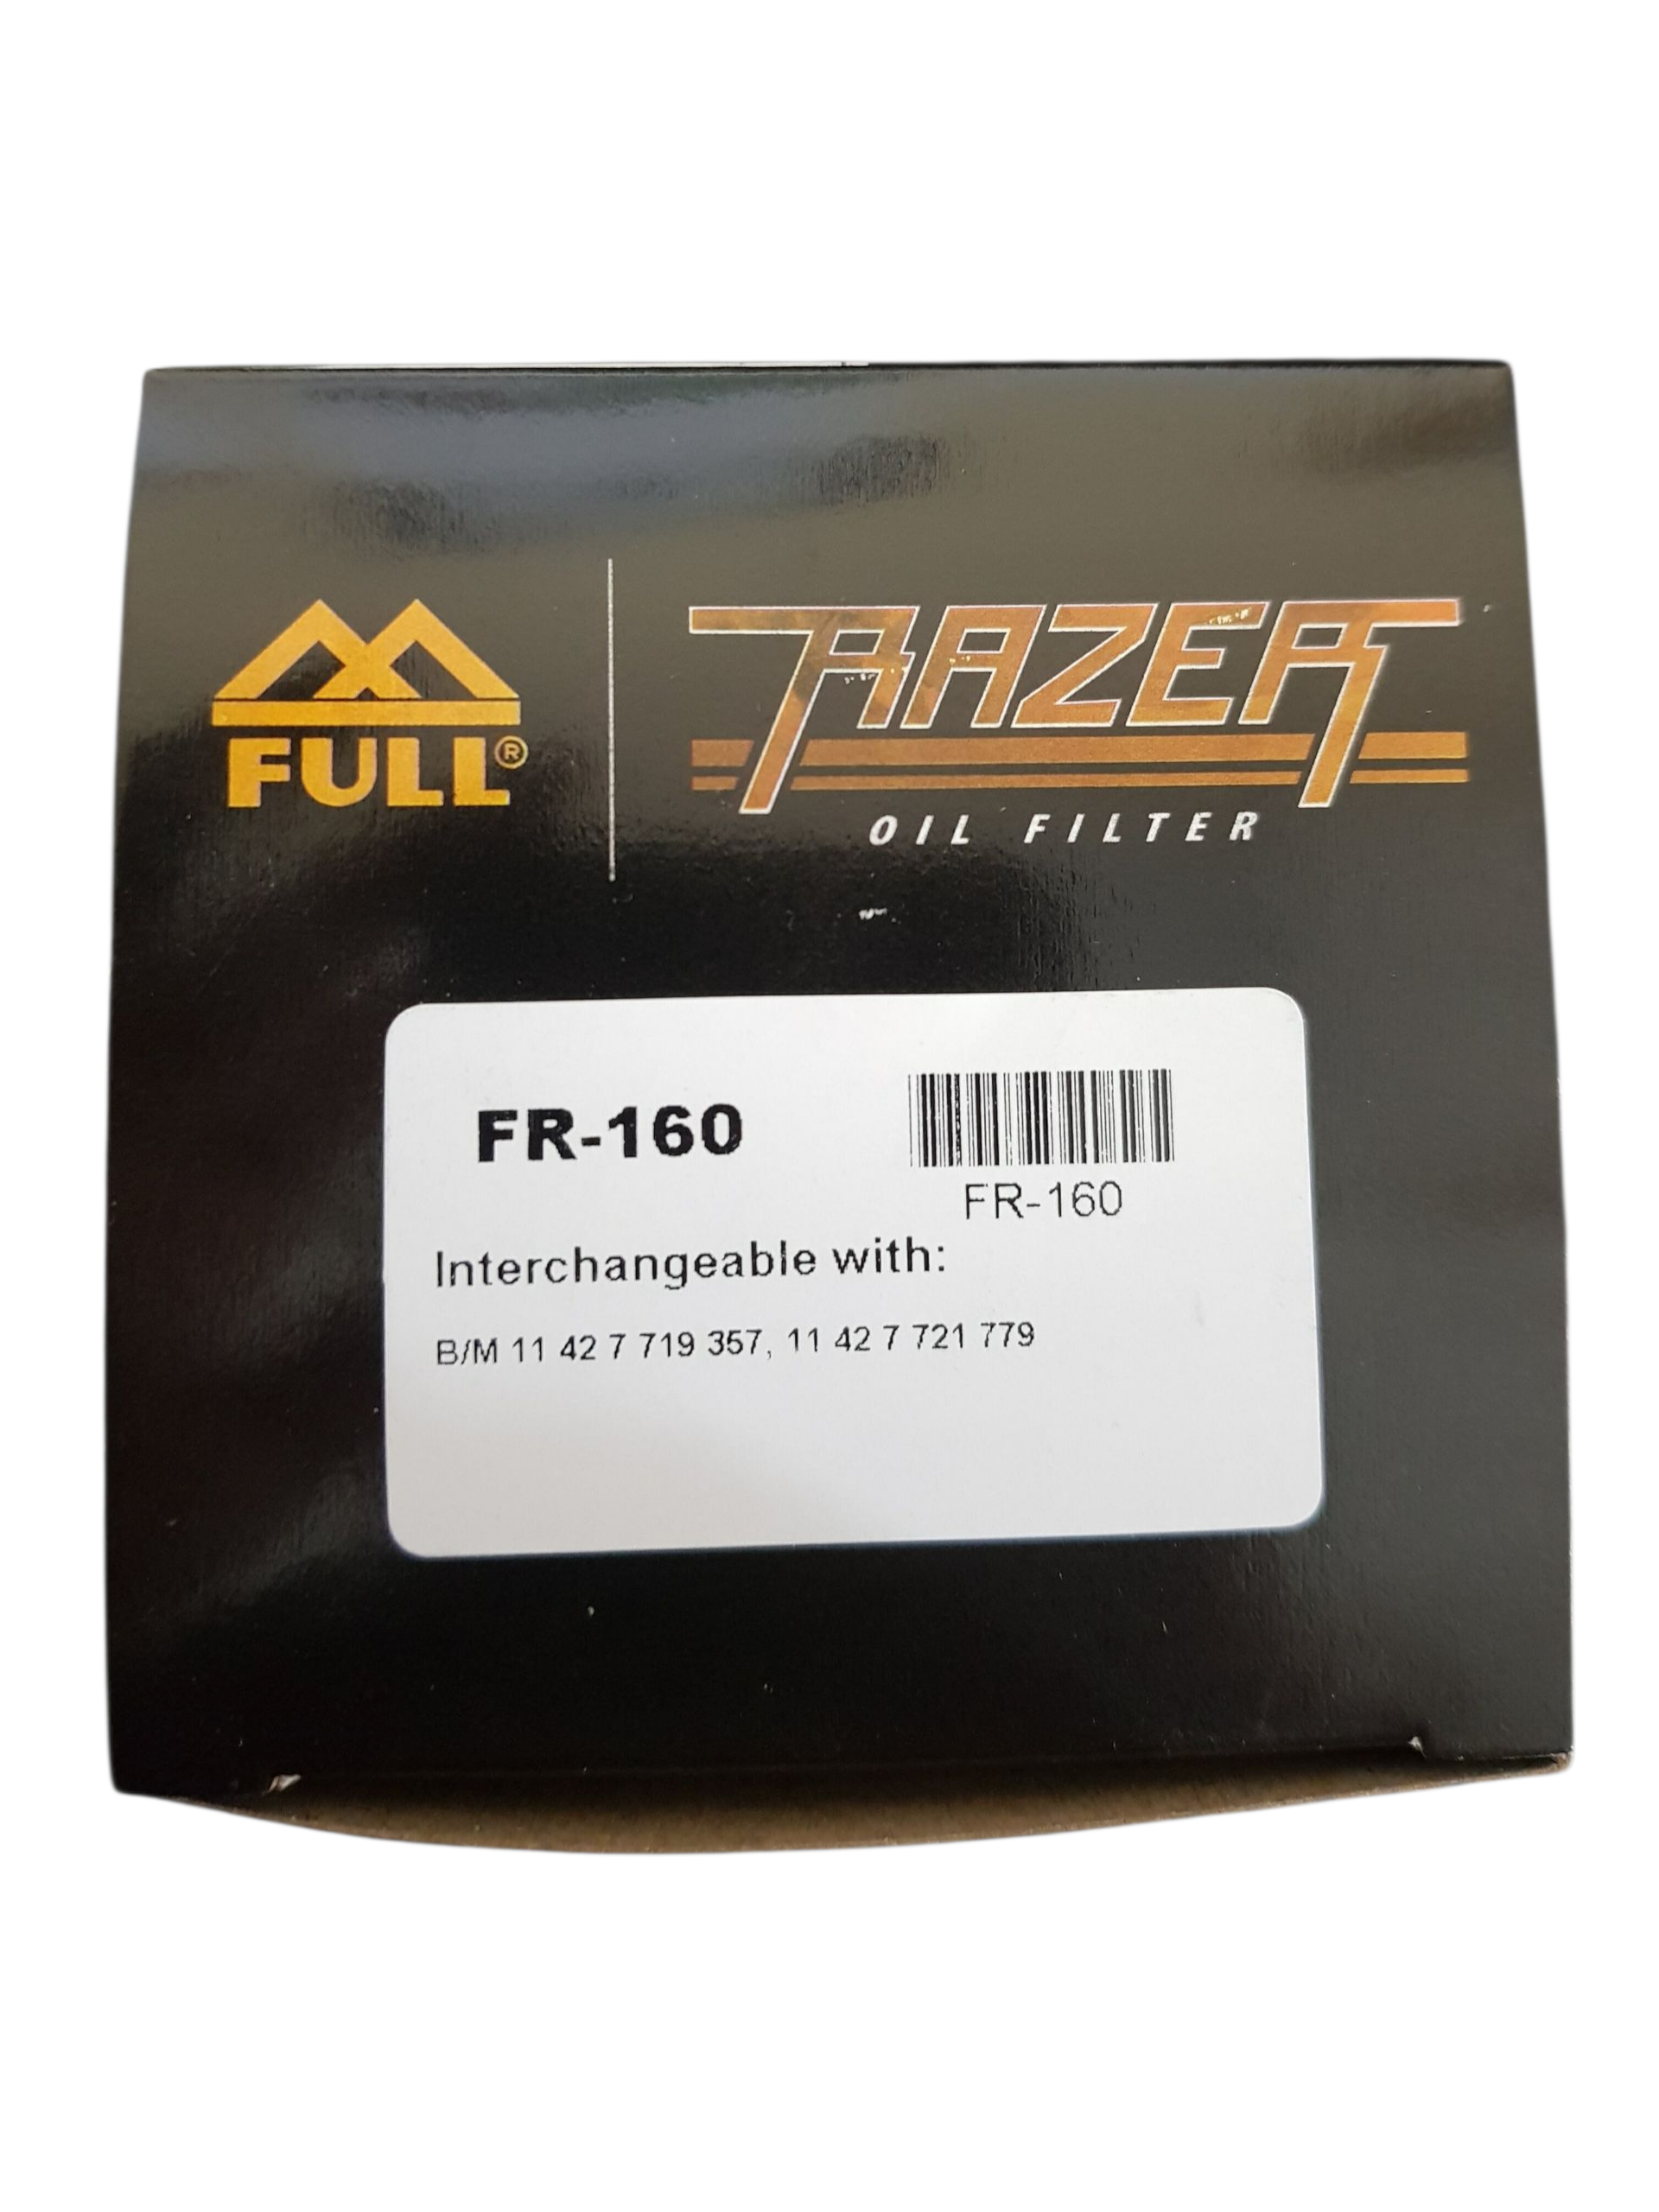 FULL®
RAZER
OIL FILTER
FR-160
FR-160
Interchangeable with:
B/M 11 42 7 719 357, 11 42 7 721 779